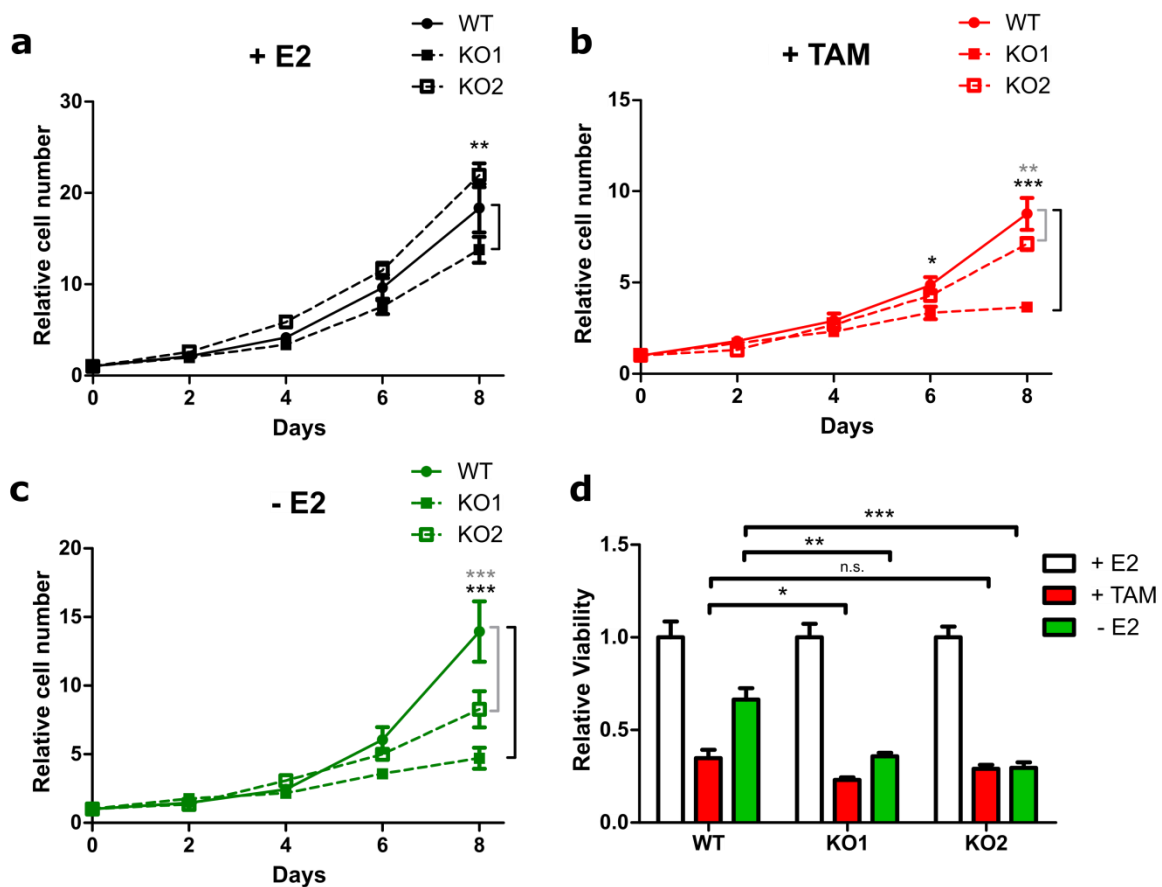 a
+ E2
WT
KO1
KO2
Relative cell number
30
20
10
0
**
0 2 4 6 8
Days
b
+ TAM
WT
KO1
KO2
Relative cell number
15
10
5
0
*
**
***
0 2 4 6 8
Days
c
- E2
WT
KO1
KO2
Relative cell number
20
15
10
5
0
***
***
0 2 4 6 8
Days
d
***
**
n.s.
*
+ E2
+ TAM
- E2
Relative Viability
1.5
1.0
0.5
0.0
WT KO1 KO2